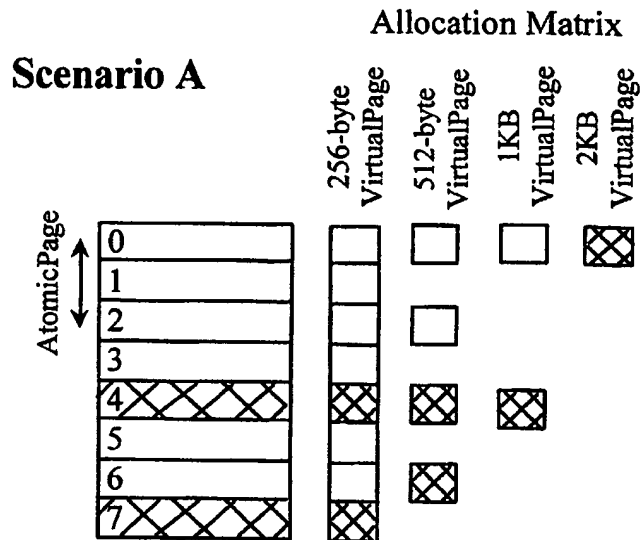 Allocation Matrix
Scenario A
256-byte
VirtualPage
512-byte
VirtualPage
1KB
VirtualPage
2KB
VirtualPage
AtomicPage
0
1
2
3
4
5
6
7